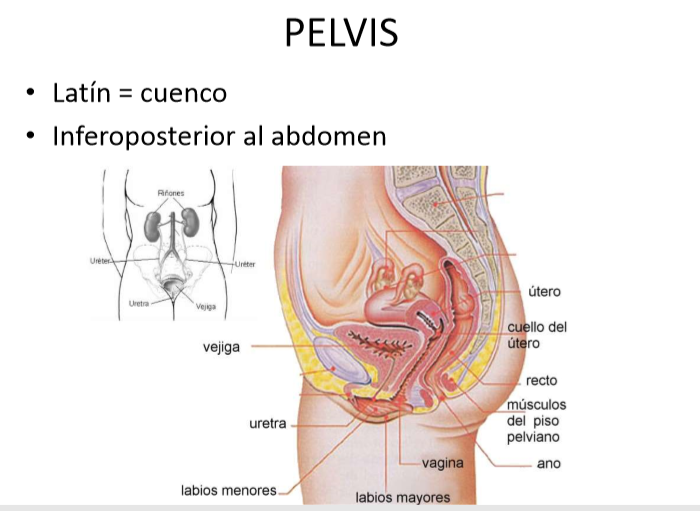 PELVIS
• Latín = cuenco
• Inferoposterior al abdomen
Riñones
Uréter
Uréter
Uretra
Vejiga
útero
cuello del
útero
vejiga
recto
músculos
del piso
pelviano
uretra
vagina
ano
labios menores
labios mayores